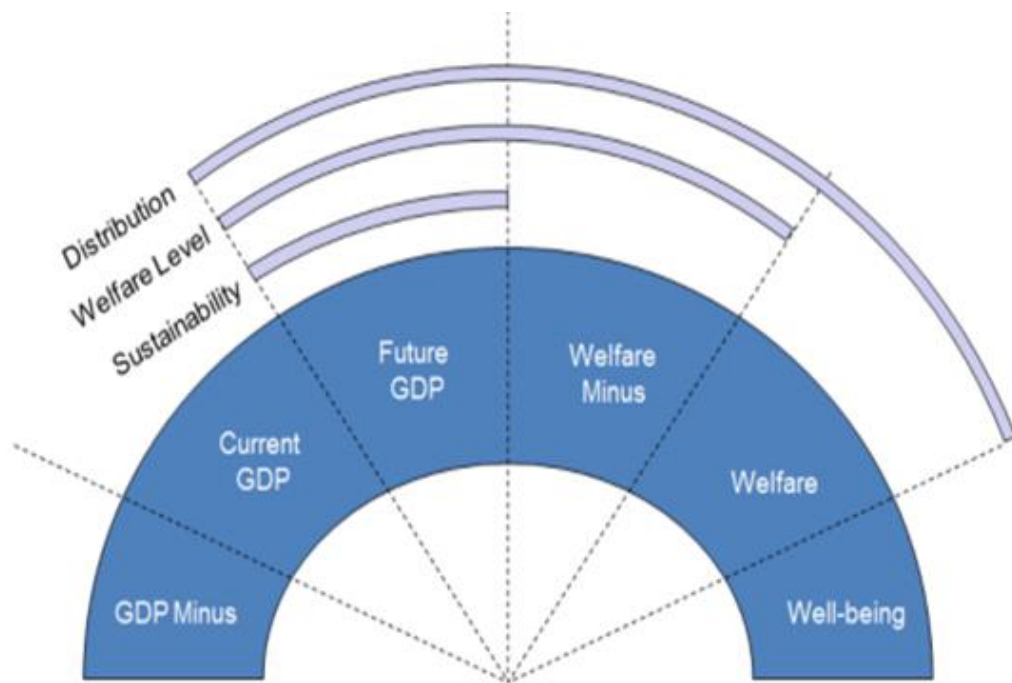 Distribution
Welfare Level
Sustainability
GDP Minus
Current
GDP
Future
GDP
Welfare
Minus
Welfare
Well-being